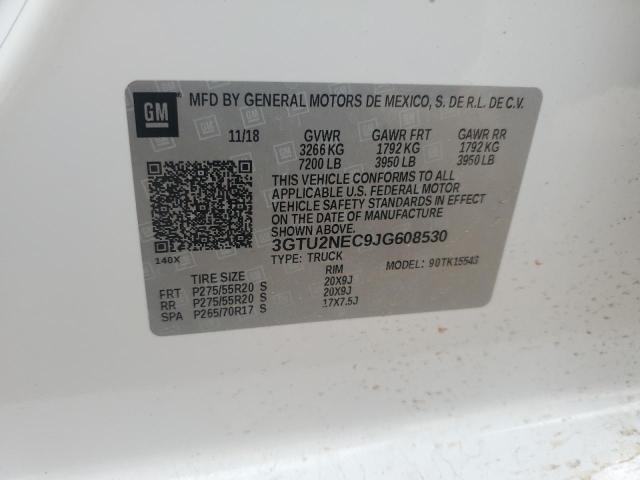 GM MFD BY GENERAL MOTORS DE MEXICO, S. DE R.L. DE C.V.
11/18 GVWR GAWR FRT GAWR RR
3266 KG 1792 KG 1792 KG
7200 LB 3950 LB 3950 LB
THIS VEHICLE CONFORMS TO ALL
APPLICABLE U.S. FEDERAL MOTOR
VEHICLE SAFETY STANDARDS IN EFFECT
ON THE DATE OF MANUFACTURE
SHOWN ABOVE.
3GTU2NEC9JG608530
TYPE: TRUCK MODEL: 90TK15543
140X
TIRE SIZE RIM
FRT P275/55R20 S 20X9J
RR P275/55R20 S 20X9J
SPA P265/70R17 S 17X7.5J